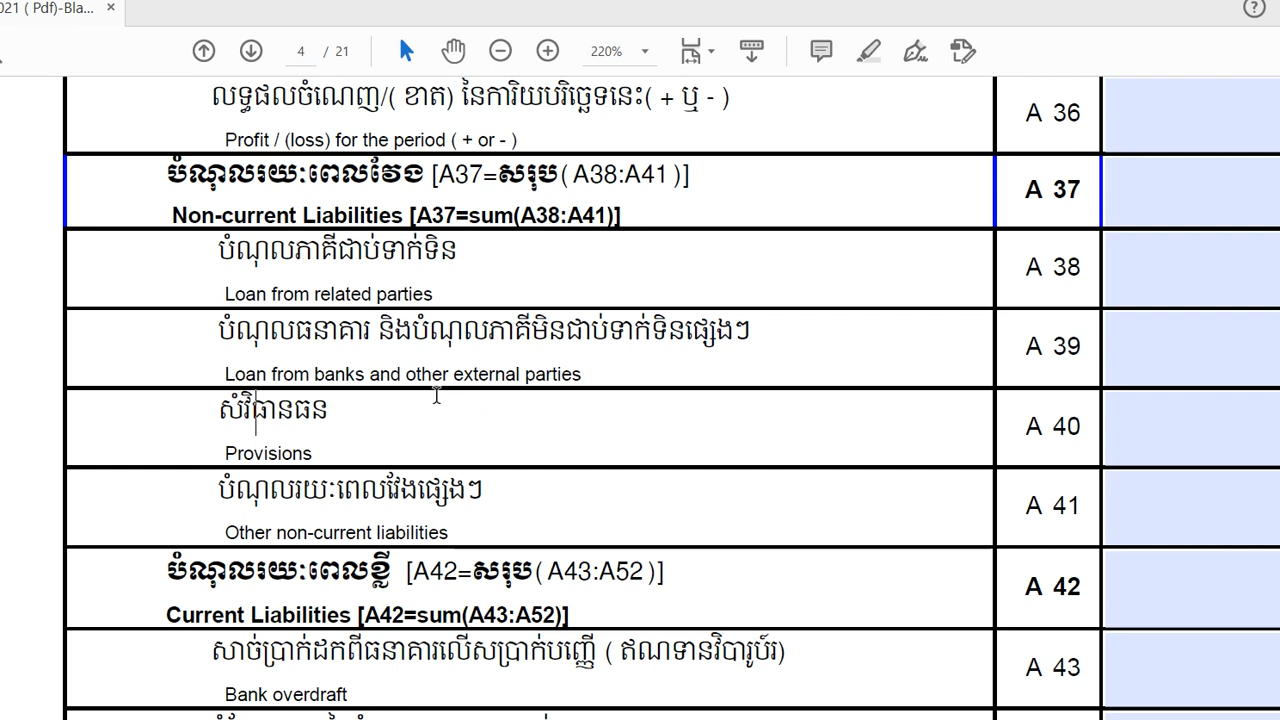 021 ( Pdf)-Bla... ×
4 / 21 220%
លទ្ធផលចំណេញ/( ខាត) នៃការិយបរិច្ឆេទនេះ( + ឬ - )
Profit / (loss) for the period ( + or - )
A 36
បំណុលរយៈពេលវែង [A37=សរុប( A38:A41 )]
Non-current Liabilities [A37=sum(A38:A41)]
A 37
បំណុលភាគីជាប់ទាក់ទិន
Loan from related parties
A 38
បំណុលធនាគារ និងបំណុលភាគីមិនជាប់ទាក់ទិនផ្សេងៗ
Loan from banks and other external parties
A 39
សំវិធានធន
Provisions
A 40
បំណុលរយៈពេលវែងផ្សេងៗ
Other non-current liabilities
A 41
បំណុលរយៈពេលខ្លី [A42=សរុប( A43:A52 )]
Current Liabilities [A42=sum(A43:A52)]
A 42
សាច់ប្រាក់ដកពីធនាគារលើសប្រាក់បញ្ញើ ( ឥណទានវិបារូប៍រ)
Bank overdraft
A 43